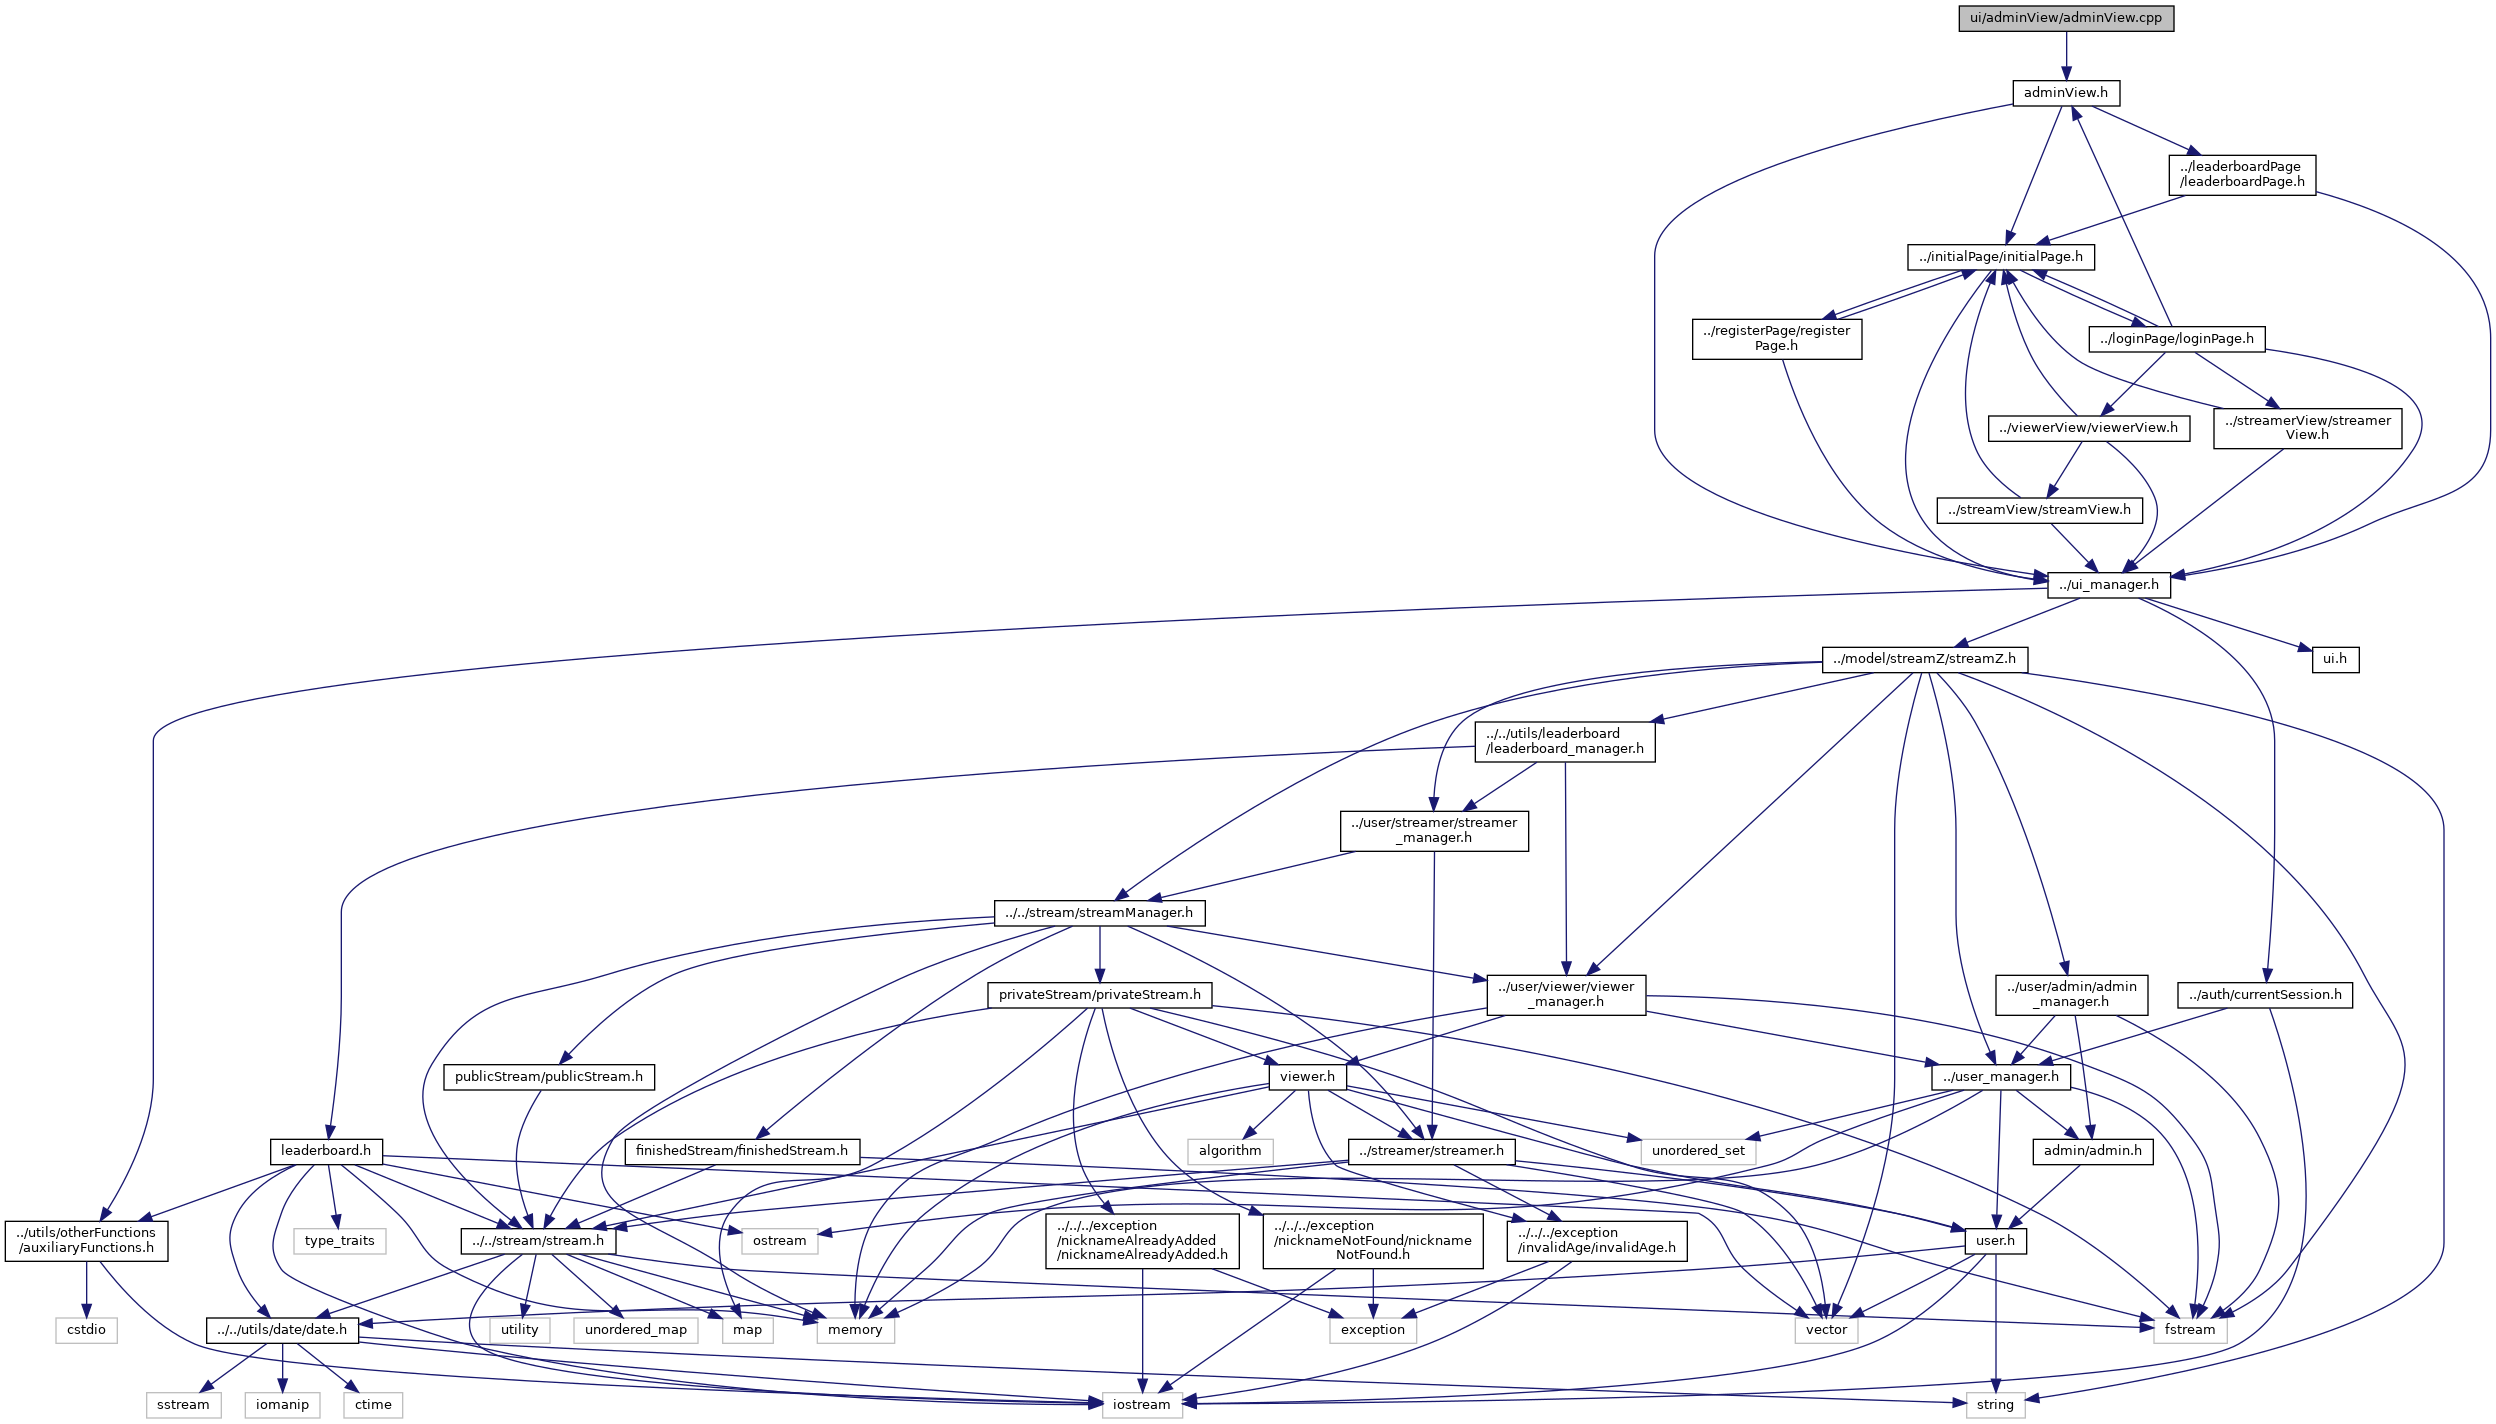 ui/adminView/adminView.cpp
adminView.h
../leaderboardPage
/leaderboardPage.h
../initialPage/initialPage.h
../registerPage/register
Page.h
../loginPage/loginPage.h
../viewerView/viewerView.h
../streamerView/streamer
View.h
../streamView/streamView.h
../ui_manager.h
../model/streamZ/streamZ.h
ui.h
../../utils/leaderboard
/leaderboard_manager.h
../user/streamer/streamer
_manager.h
../../stream/streamManager.h
privateStream/privateStream.h
../user/viewer/viewer
_manager.h
../user/admin/admin
_manager.h
../auth/currentSession.h
publicStream/publicStream.h
viewer.h
../user_manager.h
leaderboard.h
finishedStream/finishedStream.h
algorithm
../streamer/streamer.h
unordered_set
admin/admin.h
../utils/otherFunctions
/auxiliaryFunctions.h
type_traits
../../stream/stream.h
ostream
../../../exception
/nicknameAlreadyAdded
/nicknameAlreadyAdded.h
../../../exception
/nicknameNotFound/nickname
NotFound.h
../../../exception
/invalidAge/invalidAge.h
user.h
cstdio
../../utils/date/date.h
utility
unordered_map
map
memory
exception
vector
fstream
sstream
iomanip
ctime
iostream
string